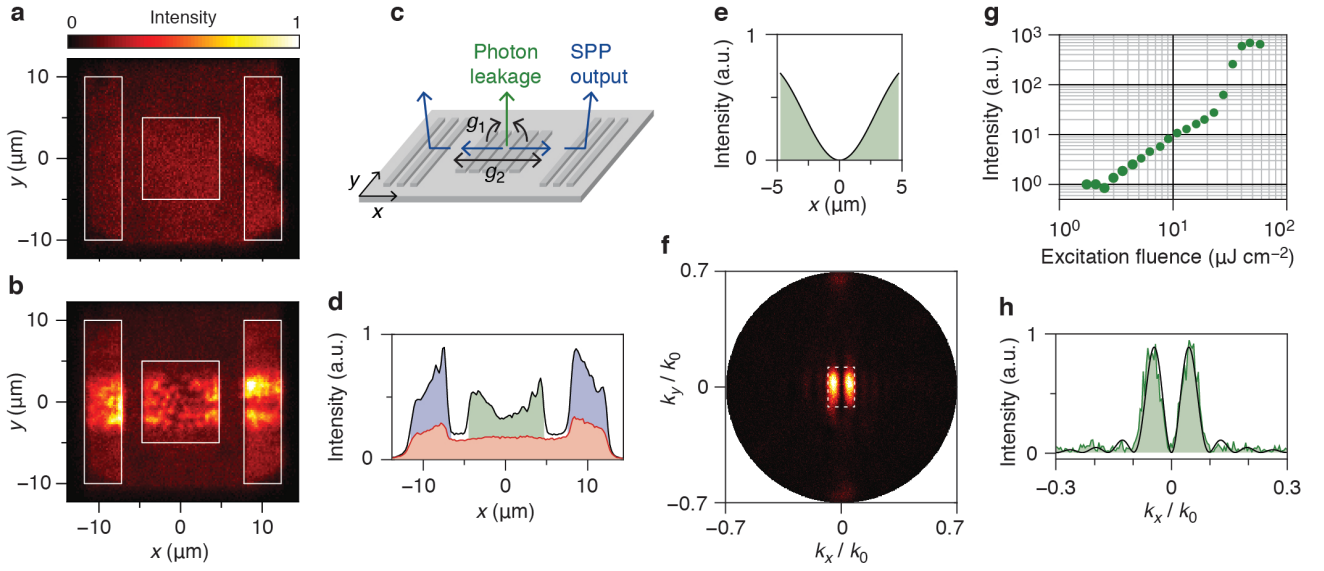 a
0 Intensity 1
10
0
−10
y (μm)
b
10
0
−10
y (μm)
−10 0 10
x (μm)
c
Photon
leakage
SPP
output
g1
g2
y
x
d
1
0
Intensity (a.u.)
−10 0 10
x (μm)
e
1
0
Intensity (a.u.)
−5 0 5
x (μm)
f
0.7
0
−0.7
ky / k0
−0.7 0 0.7
kx / k0
g
10³
10²
10¹
10⁰
Intensity (a.u.)
10⁰ 10¹ 10²
Excitation fluence (μJ cm−2)
h
1
0
Intensity (a.u.)
−0.3 0 0.3
kx / k0